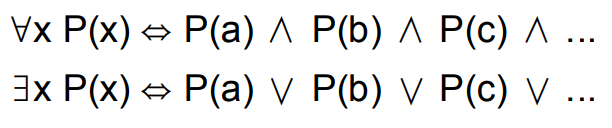 ∀x P(x) ⇔ P(a) ∧ P(b) ∧ P(c) ∧ ...
∃x P(x) ⇔ P(a) ∨ P(b) ∨ P(c) ∨ ...